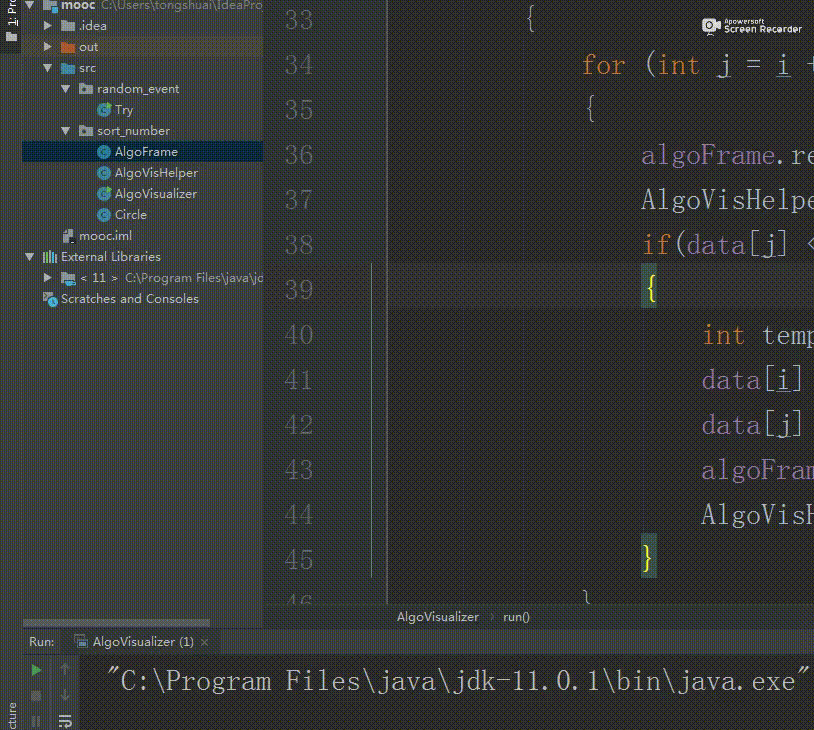 1: Pr
mooc C:\Users\tongshuai\IdeaPro
.idea
out
src
random_event
Try
sort_number
AlgoFrame
AlgoVisHelper
AlgoVisualizer
Circle
mooc.iml
External Libraries
< 11 > C:\Program Files\java\jd
Scratches and Consoles
Apowersoft
Screen Recorder
33 {
34 for (int j = i +
35 {
36 algoFrame.re
37 AlgoVisHelpe
38 if(data[j] <
39 {
40 int temp
41 data[i]
42 data[j]
43 algoFram
44 AlgoVisH
45 }
46 }
AlgoVisualizer > run()
Run: AlgoVisualizer (1) ×
cture
"C:\Program Files\java\jdk-11.0.1\bin\java.exe"